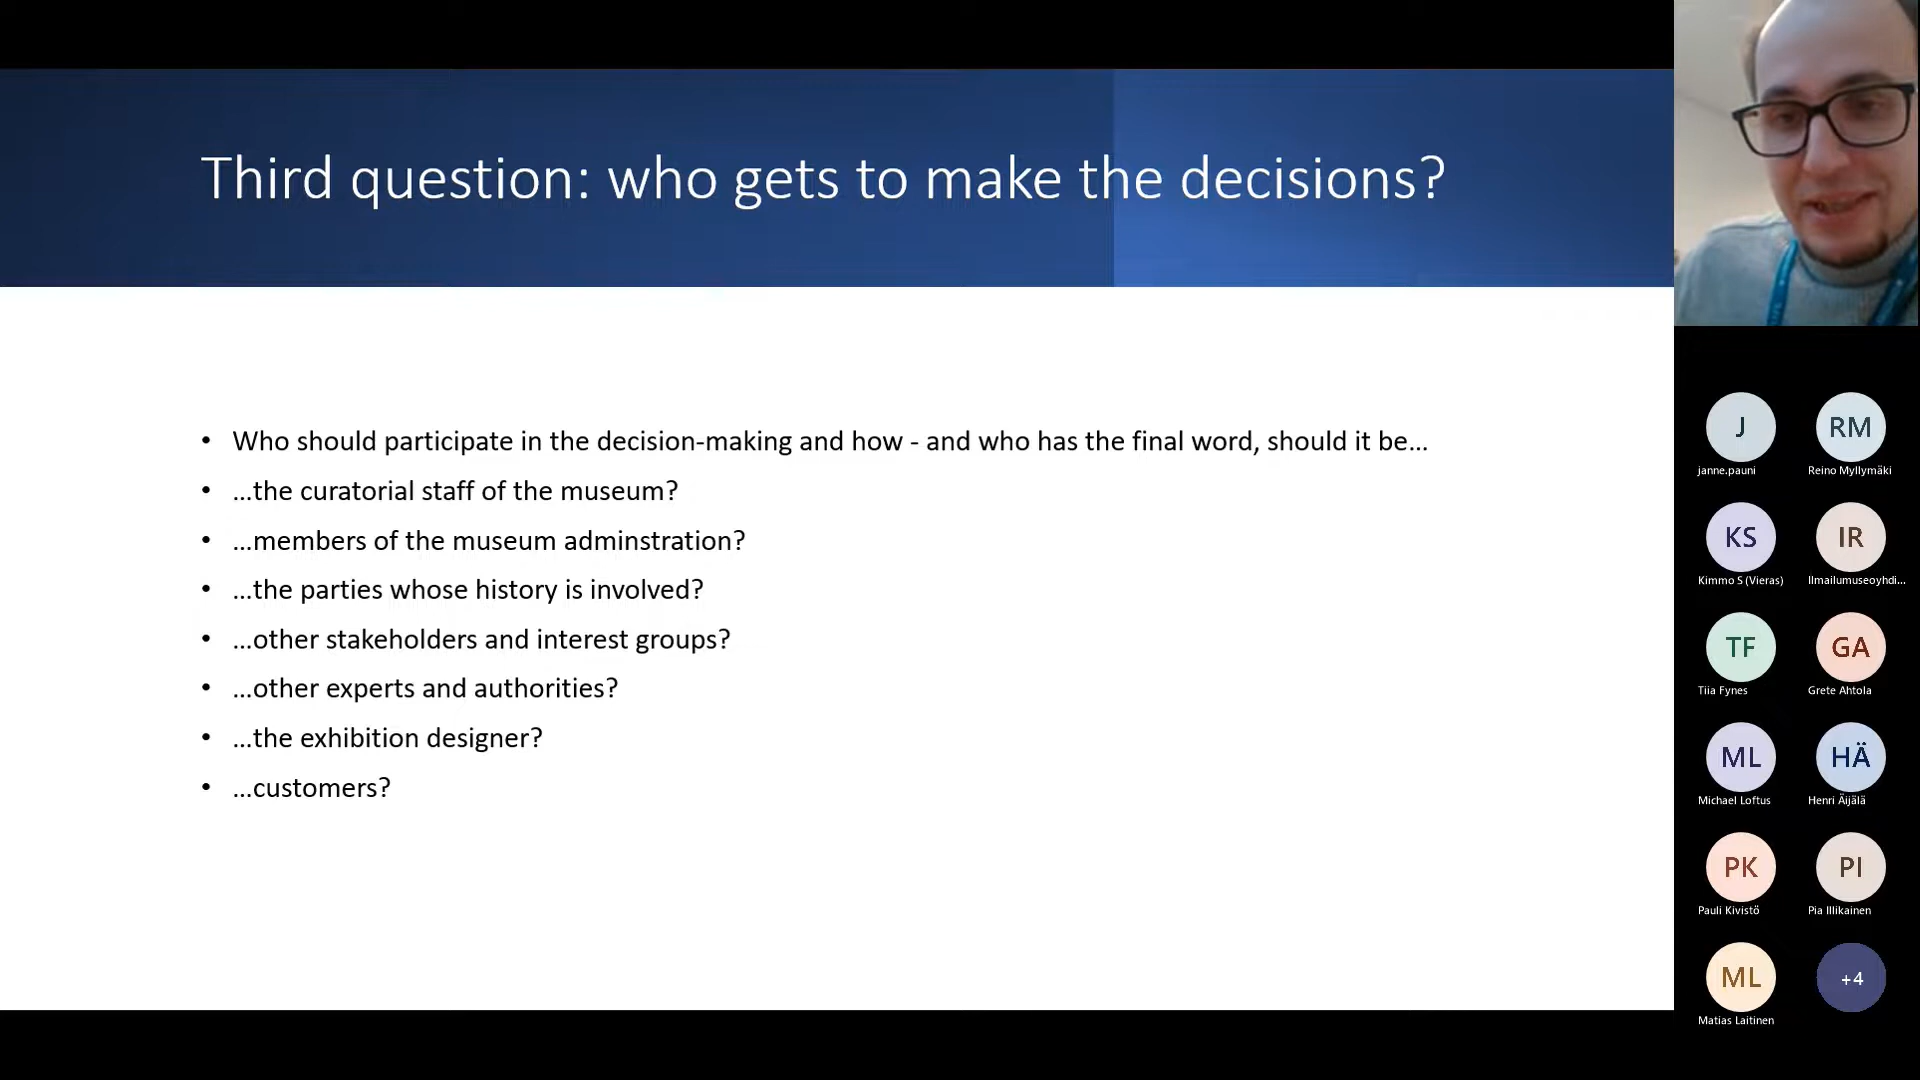 Third question: who gets to make the decisions?
• Who should participate in the decision-making and how - and who has the final word, should it be...
• ...the curatorial staff of the museum?
• ...members of the museum adminstration?
• ...the parties whose history is involved?
• ...other stakeholders and interest groups?
• ...other experts and authorities?
• ...the exhibition designer?
• ...customers?
J
janne.pauni
RM
Reino Myllymäki
KS
Kimmo S (Vieras)
IR
Ilmailumuseoyhdi...
TF
Tiia Fynes
GA
Grete Ahtola
ML
Michael Loftus
HÄ
Henri Äijälä
PK
Pauli Kivistö
PI
Pia Illikainen
ML
Matias Laitinen
+4